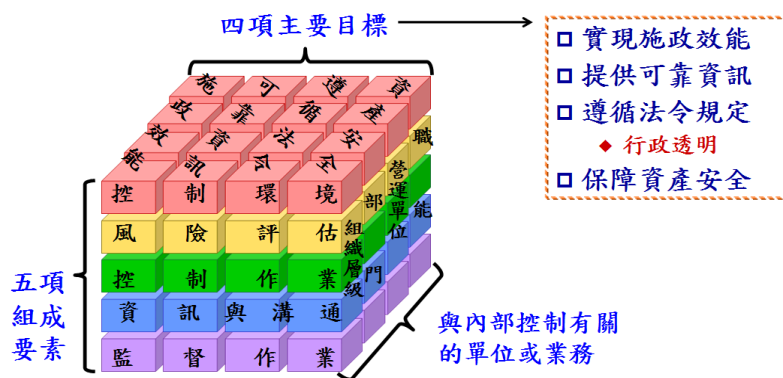 四項主要目標
實現施政效能
提供可靠資訊
遵循法令規定
行政透明
保障資產安全
施政效能
可靠資訊
遵循法令
資產安全
控制環境
風險評估
控制作業
資訊與溝通
監督作業
組織層級
部門
營運單位
職能
五項
組成
要素
與內部控制有關
的單位或業務